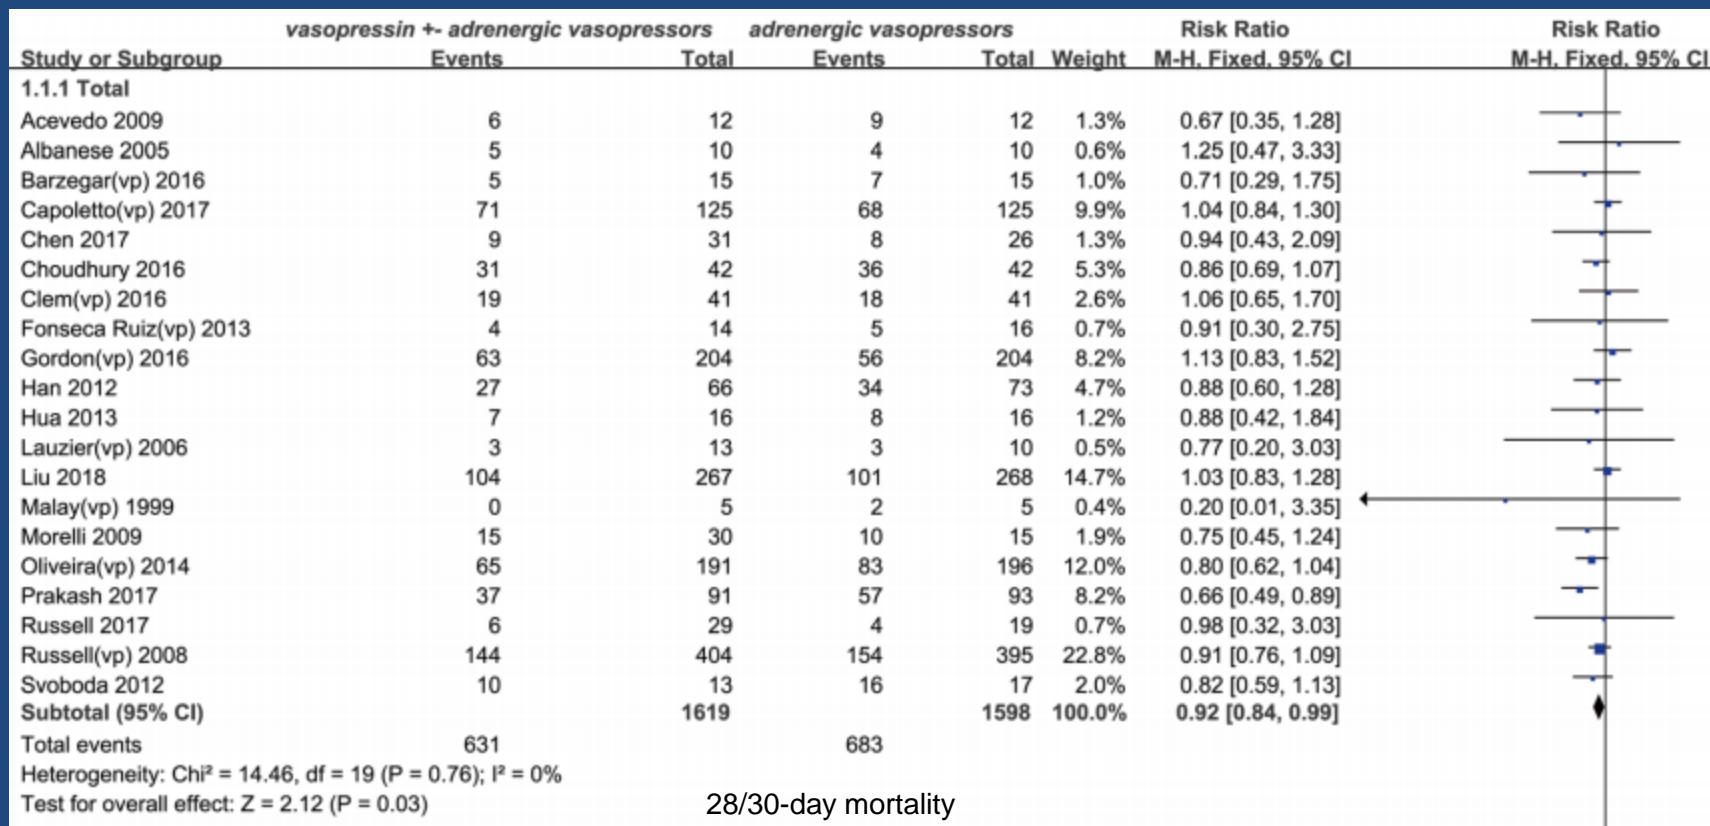 vasopressin +- adrenergic vasopressors adrenergic vasopressors Risk Ratio Risk Ratio
Study or Subgroup Events Total Events Total Weight M-H, Fixed, 95% CI M-H, Fixed, 95% CI
1.1.1 Total
Acevedo 2009 6 12 9 12 1.3% 0.67 [0.35, 1.28]
Albanese 2005 5 10 4 10 0.6% 1.25 [0.47, 3.33]
Barzegar(vp) 2016 5 15 7 15 1.0% 0.71 [0.29, 1.75]
Capoletto(vp) 2017 71 125 68 125 9.9% 1.04 [0.84, 1.30]
Chen 2017 9 31 8 26 1.3% 0.94 [0.43, 2.09]
Choudhury 2016 31 42 36 42 5.3% 0.86 [0.69, 1.07]
Clem(vp) 2016 19 41 18 41 2.6% 1.06 [0.65, 1.70]
Fonseca Ruiz(vp) 2013 4 14 5 16 0.7% 0.91 [0.30, 2.75]
Gordon(vp) 2016 63 204 56 204 8.2% 1.13 [0.83, 1.52]
Han 2012 27 66 34 73 4.7% 0.88 [0.60, 1.28]
Hua 2013 7 16 8 16 1.2% 0.88 [0.42, 1.84]
Lauzier(vp) 2006 3 13 3 10 0.5% 0.77 [0.20, 3.03]
Liu 2018 104 267 101 268 14.7% 1.03 [0.83, 1.28]
Malay(vp) 1999 0 5 2 5 0.4% 0.20 [0.01, 3.35]
Morelli 2009 15 30 10 15 1.9% 0.75 [0.45, 1.24]
Oliveira(vp) 2014 65 191 83 196 12.0% 0.80 [0.62, 1.04]
Prakash 2017 37 91 57 93 8.2% 0.66 [0.49, 0.89]
Russell 2017 6 29 4 19 0.7% 0.98 [0.32, 3.03]
Russell(vp) 2008 144 404 154 395 22.8% 0.91 [0.76, 1.09]
Svoboda 2012 10 13 16 17 2.0% 0.82 [0.59, 1.13]
Subtotal (95% CI) 1619 1598 100.0% 0.92 [0.84, 0.99]
Total events 631 683
Heterogeneity: Chi² = 14.46, df = 19 (P = 0.76); I² = 0%
Test for overall effect: Z = 2.12 (P = 0.03) 28/30-day mortality